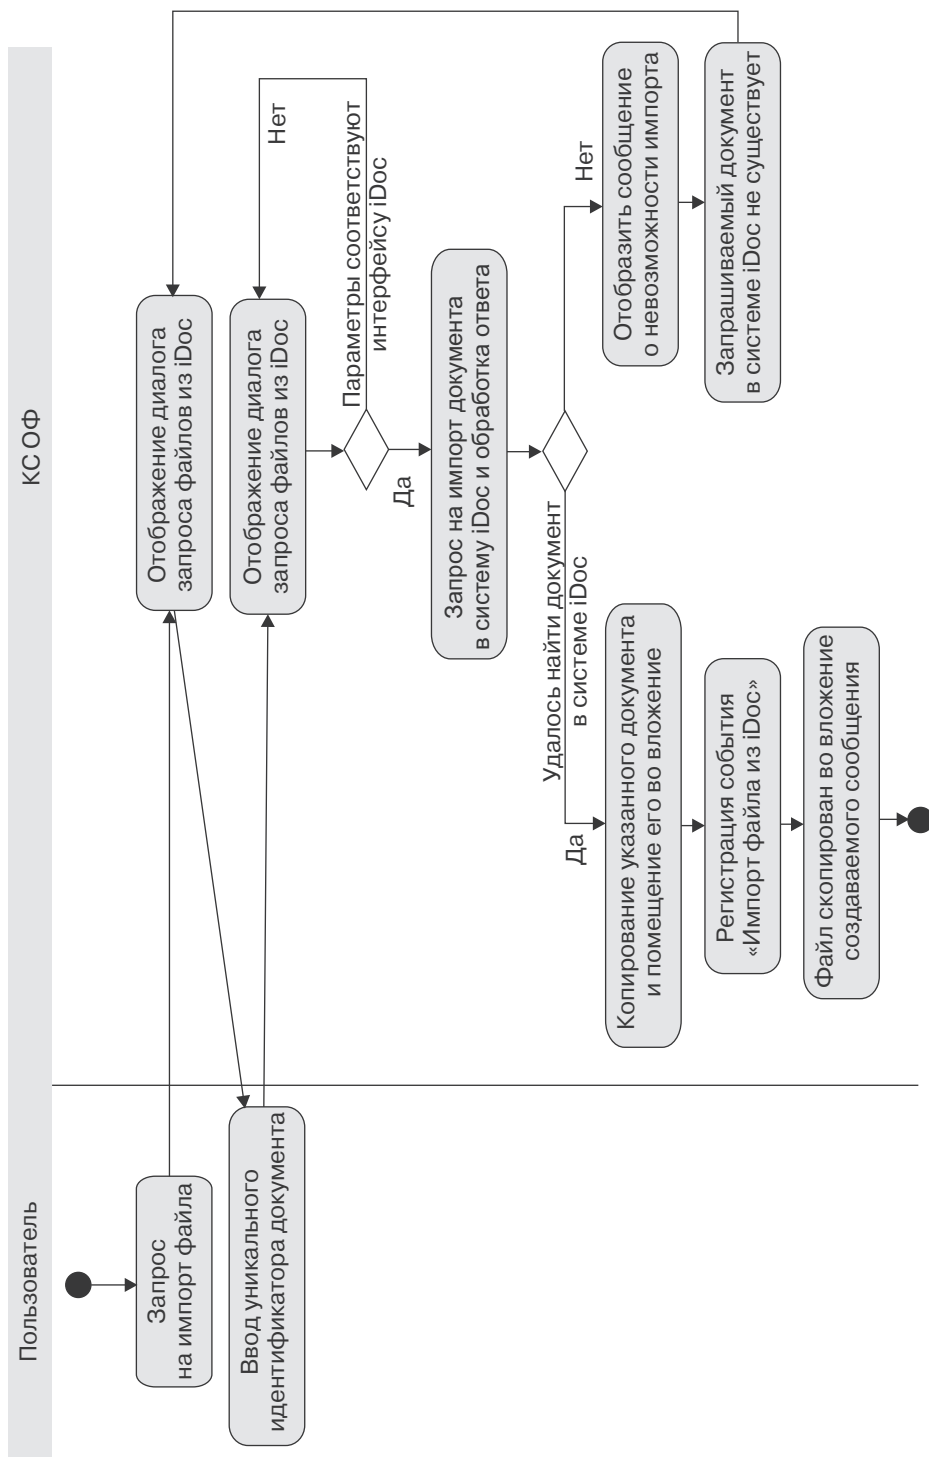 Пользователь
КС ОФ
Запрос
на импорт файла
Отображение диалога
запроса файлов из iDoc
Ввод уникального
идентификатора документа
Отображение диалога
запроса файлов из iDoc
Нет
Параметры соответствуют
интерфейсу iDoc
Да
Запрос на импорт документа
в систему iDoc и обработка ответа
Удалось найти документ
в системе iDoc
Да
Нет
Копирование указанного документа
и помещение его во вложение
Отобразить сообщение
о невозможности импорта
Регистрация события
«Импорт файла из iDoc»
Запрашиваемый документ
в системе iDoc не существует
Файл скопирован во вложение
создаваемого сообщения